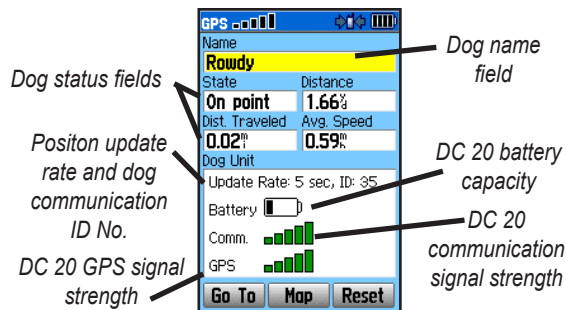 GPS
Name
Dog name
field
Rowdy
Dog status fields
State Distance
On point 1.66Yd
Dist. Traveled Avg. Speed
0.02mi 0.59mh
Positon update
rate and dog
communication
ID No.
Dog Unit
Update Rate: 5 sec, ID: 35
DC 20 battery
capacity
Battery
Comm.
DC 20
communication
signal strength
GPS
DC 20 GPS signal
strength
Go To Map Reset